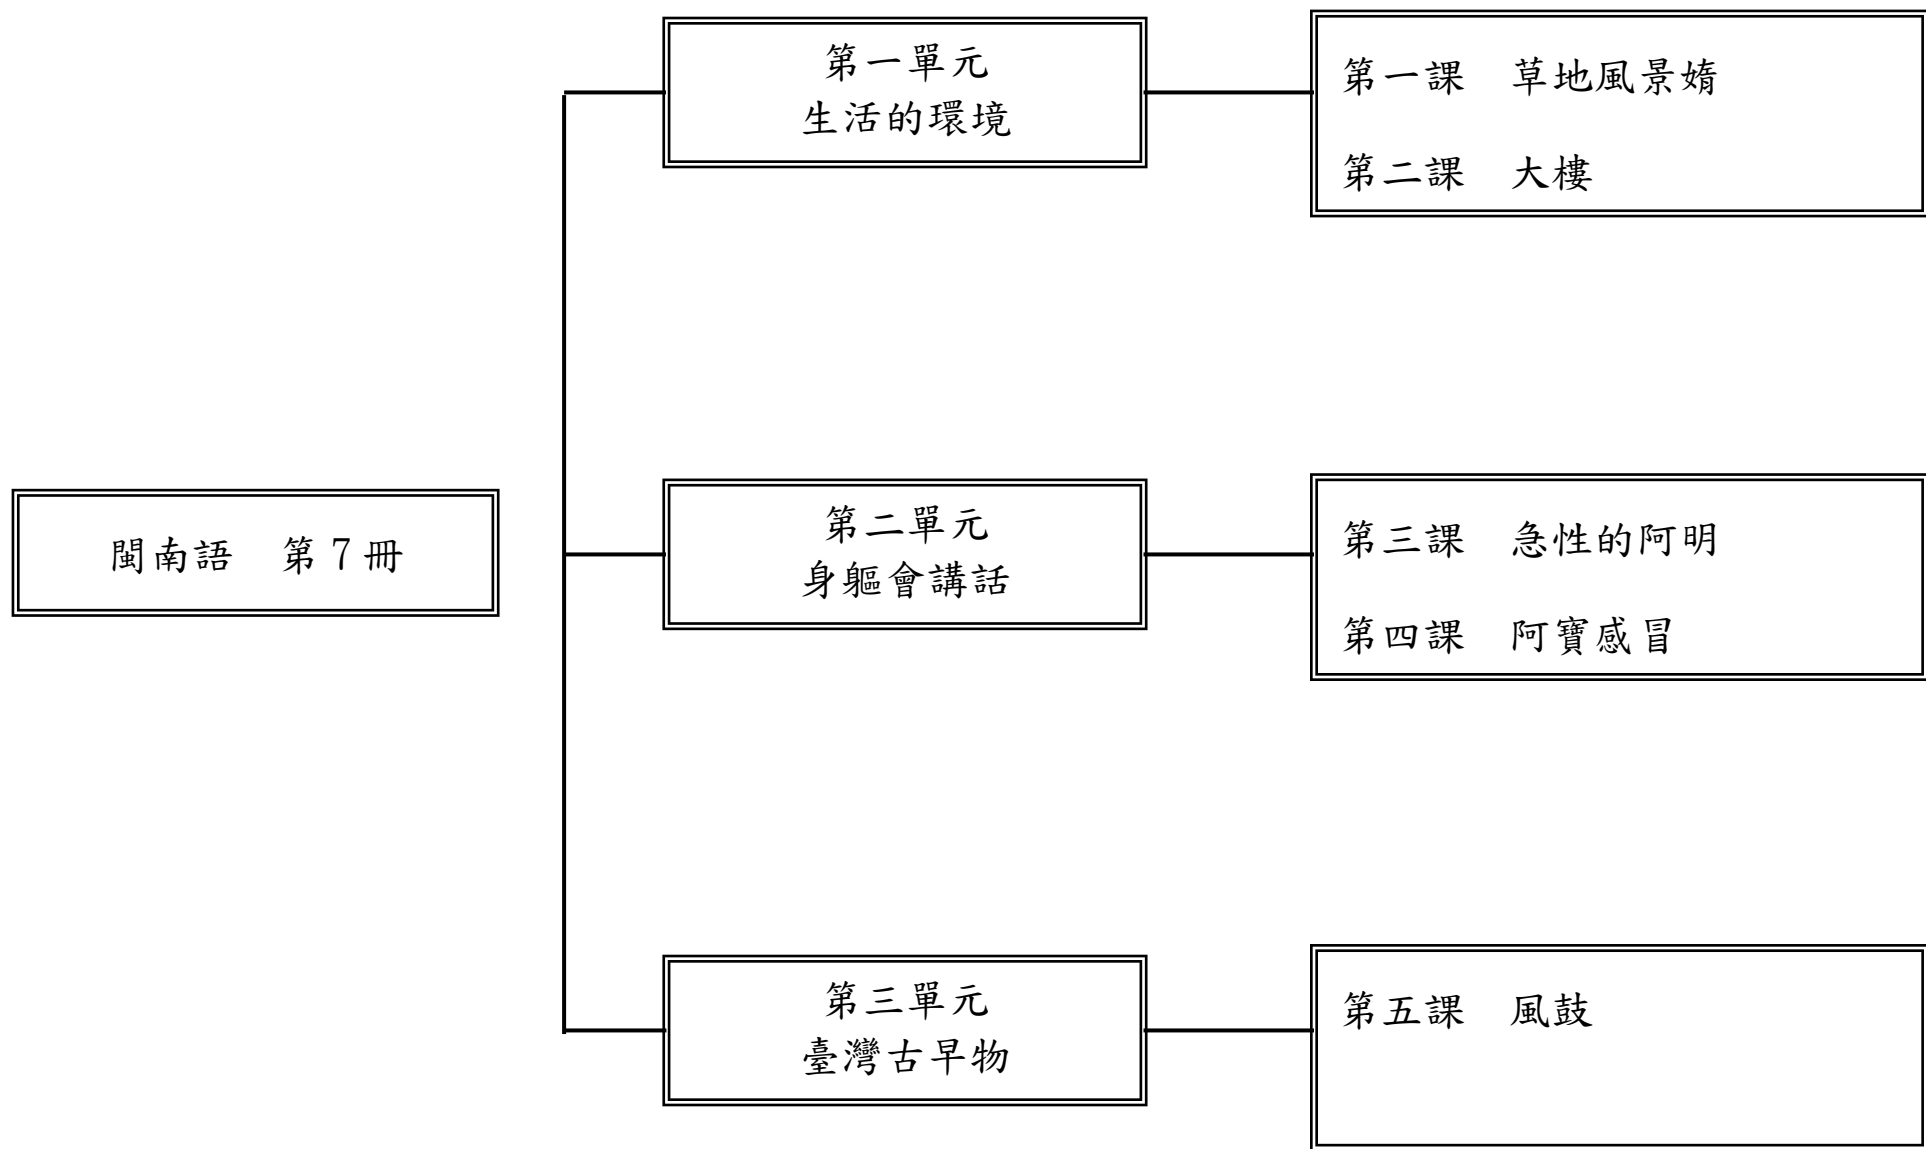 閩南語　第7冊
第一單元
生活的環境
第一課　草地風景媠
第二課　大樓
第二單元
身軀會講話
第三課　急性的阿明
第四課　阿寶感冒
第三單元
臺灣古早物
第五課　風鼓